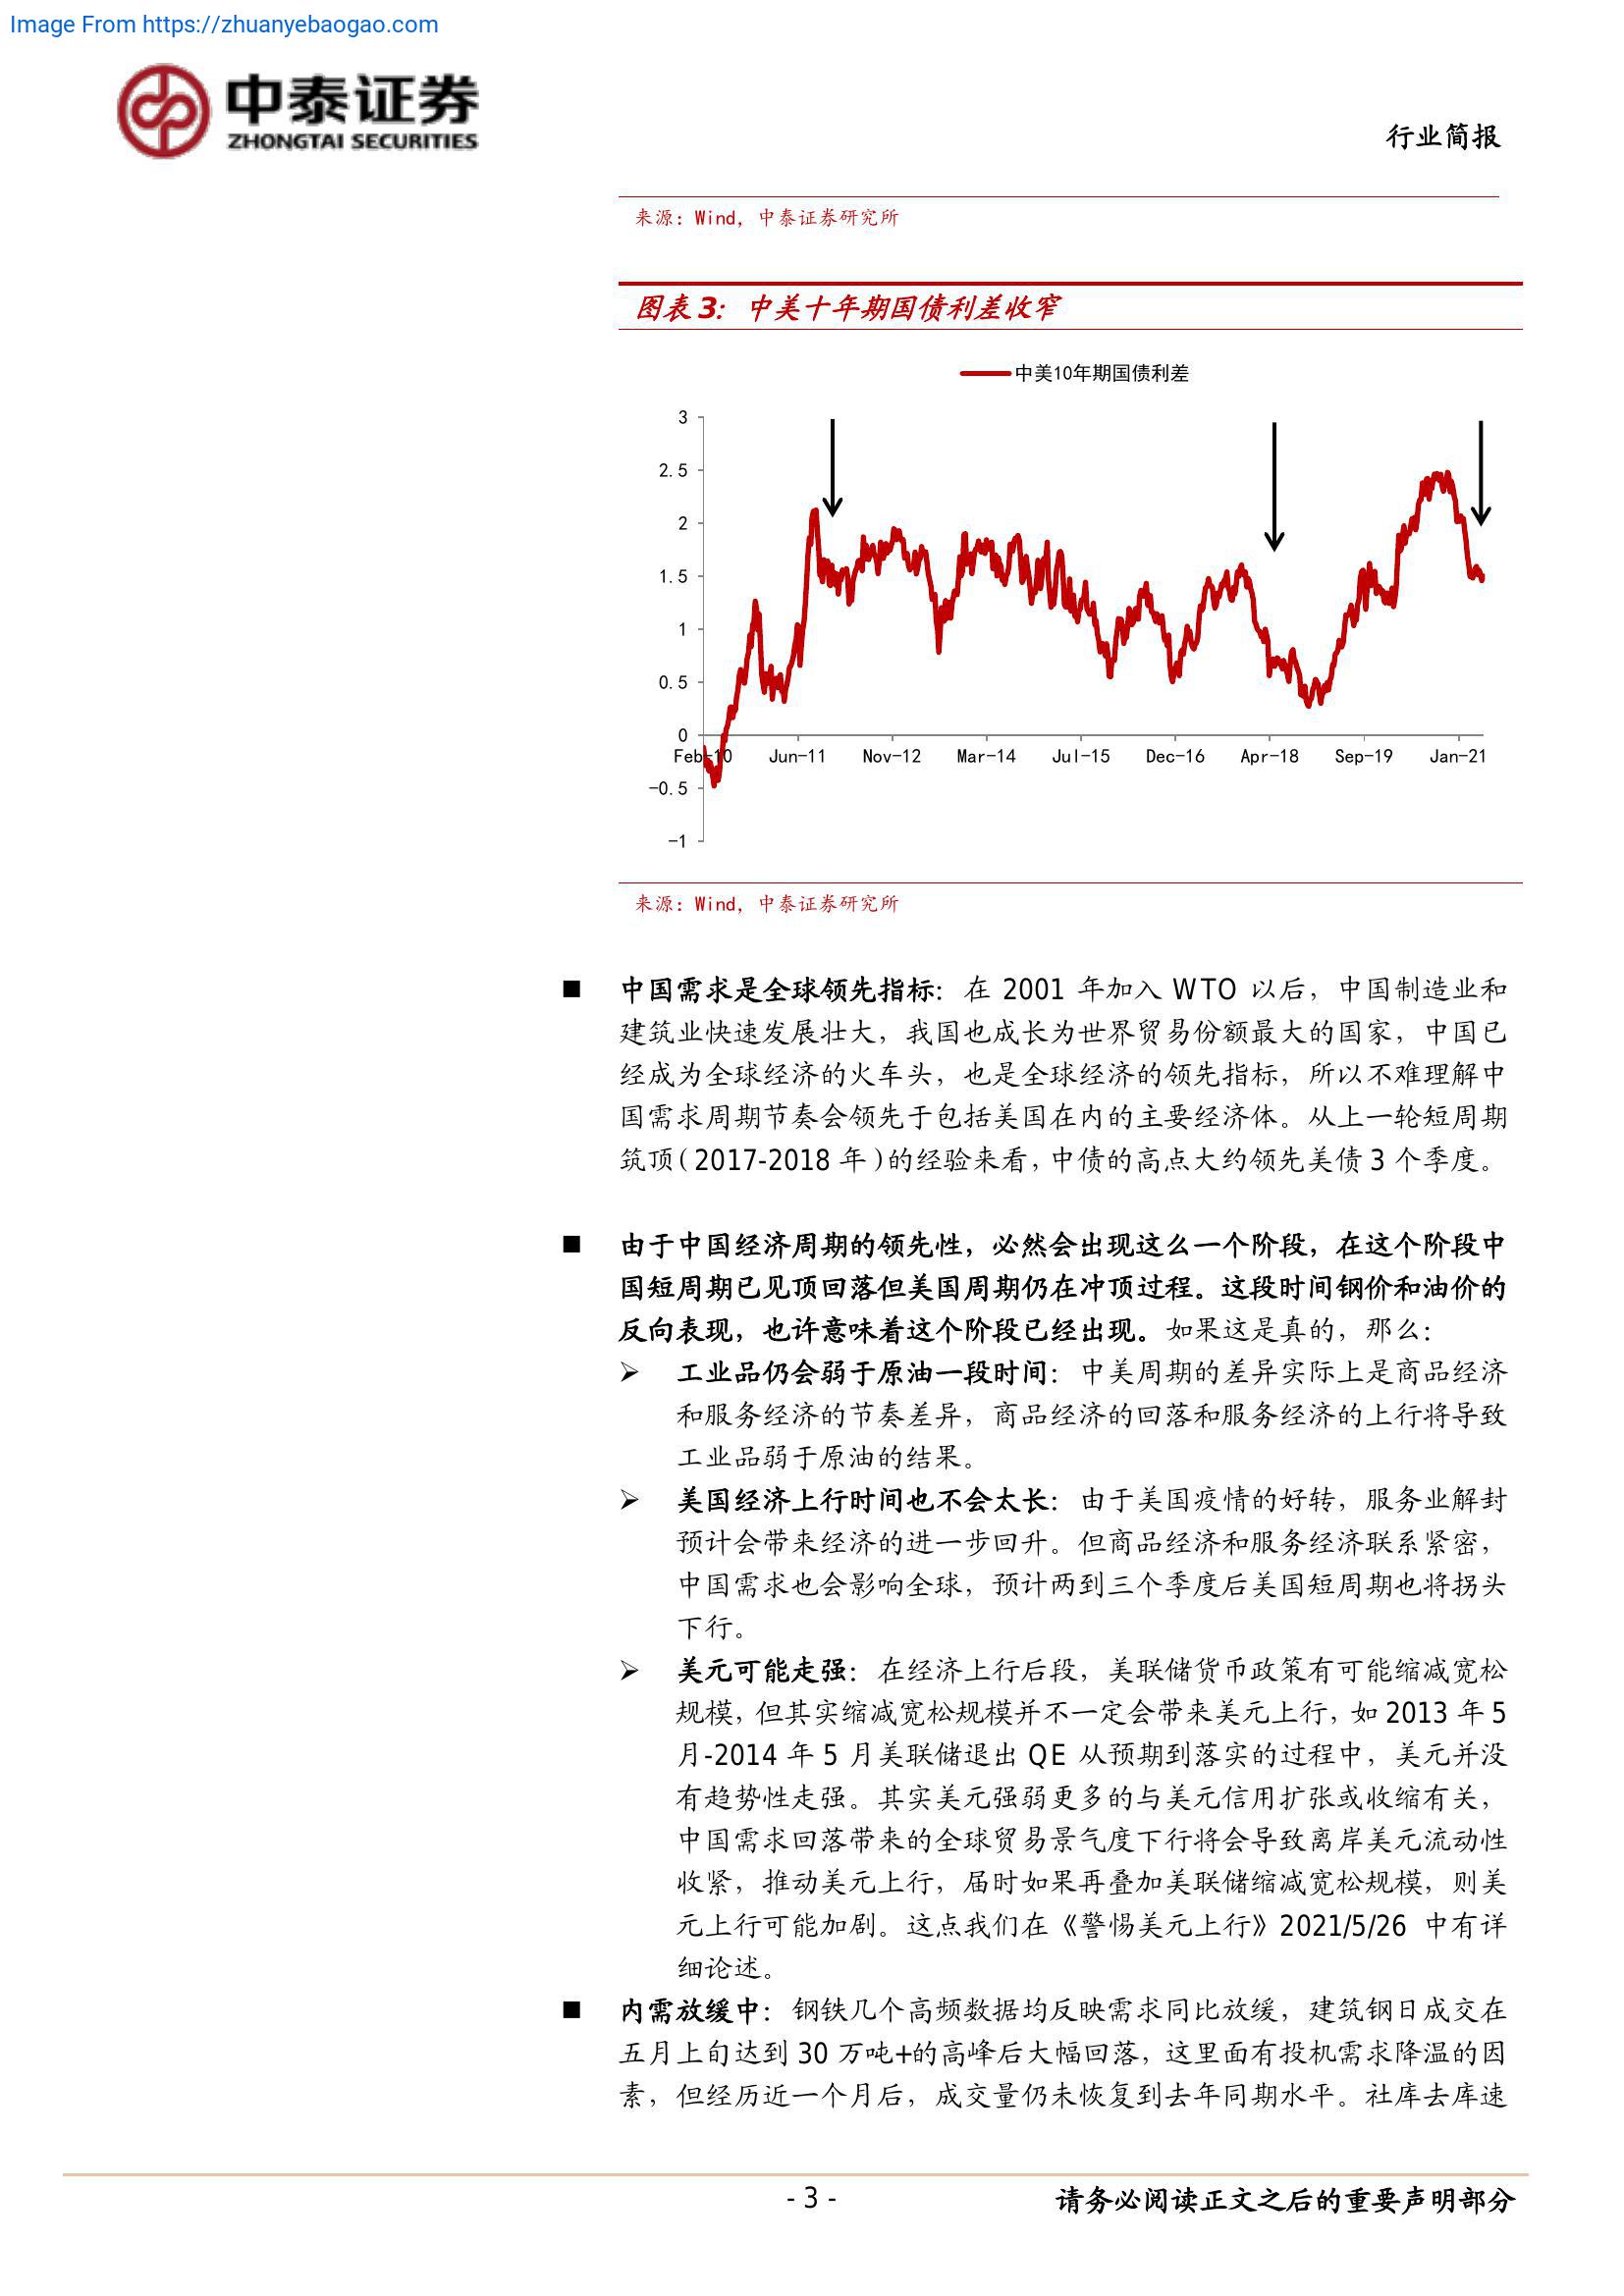 Image From https://zhuanyebaogao.com
中泰证券
ZHONGTAI SECURITIES
行业简报
来源：Wind，中泰证券研究所
图表 3：中美十年期国债利差收窄
中美10年期国债利差
3
2.5
2
1.5
1
0.5
0
-0.5
-1
Feb-10 Jun-11 Nov-12 Mar-14 Jul-15 Dec-16 Apr-18 Sep-19 Jan-21
来源：Wind，中泰证券研究所
■ 中国需求是全球领先指标：在 2001 年加入 WTO 以后，中国制造业和
建筑业快速发展壮大，我国也成长为世界贸易份额最大的国家，中国已
经成为全球经济的火车头，也是全球经济的领先指标，所以不难理解中
国需求周期节奏会领先于包括美国在内的主要经济体。从上一轮短周期
筑顶（2017-2018 年）的经验来看，中债的高点大约领先美债 3 个季度。
■ 由于中国经济周期的领先性，必然会出现这么一个阶段，在这个阶段中
国短周期已见顶回落但美国周期仍在冲顶过程。这段时间钢价和油价的
反向表现，也许意味着这个阶段已经出现。如果这是真的，那么：
➢ 工业品仍会弱于原油一段时间：中美周期的差异实际上是商品经济
和服务经济的节奏差异，商品经济的回落和服务经济的上行将导致
工业品弱于原油的结果。
➢ 美国经济上行时间也不会太长：由于美国疫情的好转，服务业解封
预计会带来经济的进一步回升。但商品经济和服务经济联系紧密，
中国需求也会影响全球，预计两到三个季度后美国短周期也将拐头
下行。
➢ 美元可能走强：在经济上行后段，美联储货币政策有可能缩减宽松
规模，但其实缩减宽松规模并不一定会带来美元上行，如 2013 年 5
月-2014 年 5 月美联储退出 QE 从预期到落实的过程中，美元并没
有趋势性走强。其实美元强弱更多的与美元信用扩张或收缩有关，
中国需求回落带来的全球贸易景气度下行将会导致离岸美元流动性
收紧，推动美元上行，届时如果再叠加美联储缩减宽松规模，则美
元上行可能加剧。这点我们在《警惕美元上行》2021/5/26 中有详
细论述。
■ 内需放缓中：钢铁几个高频数据均反映需求同比放缓，建筑钢日成交在
五月上旬达到 30 万吨+的高峰后大幅回落，这里面有投机需求降温的因
素，但经历近一个月后，成交量仍未恢复到去年同期水平。社库去库速
- 3 -
请务必阅读正文之后的重要声明部分